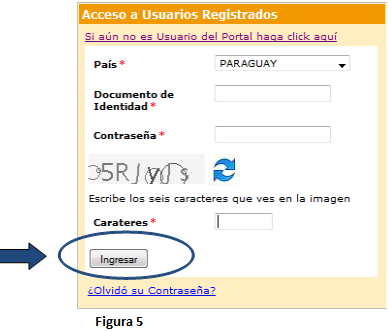 Acceso a Usuarios Registrados
Si aún no es Usuario del Portal haga click aquí
País * PARAGUAY
Documento de
Identidad *
Contraseña *
Escribe los seis caracteres que ves en la imagen
Carateres *
Ingresar
¿Olvidó su Contraseña?
Figura 5